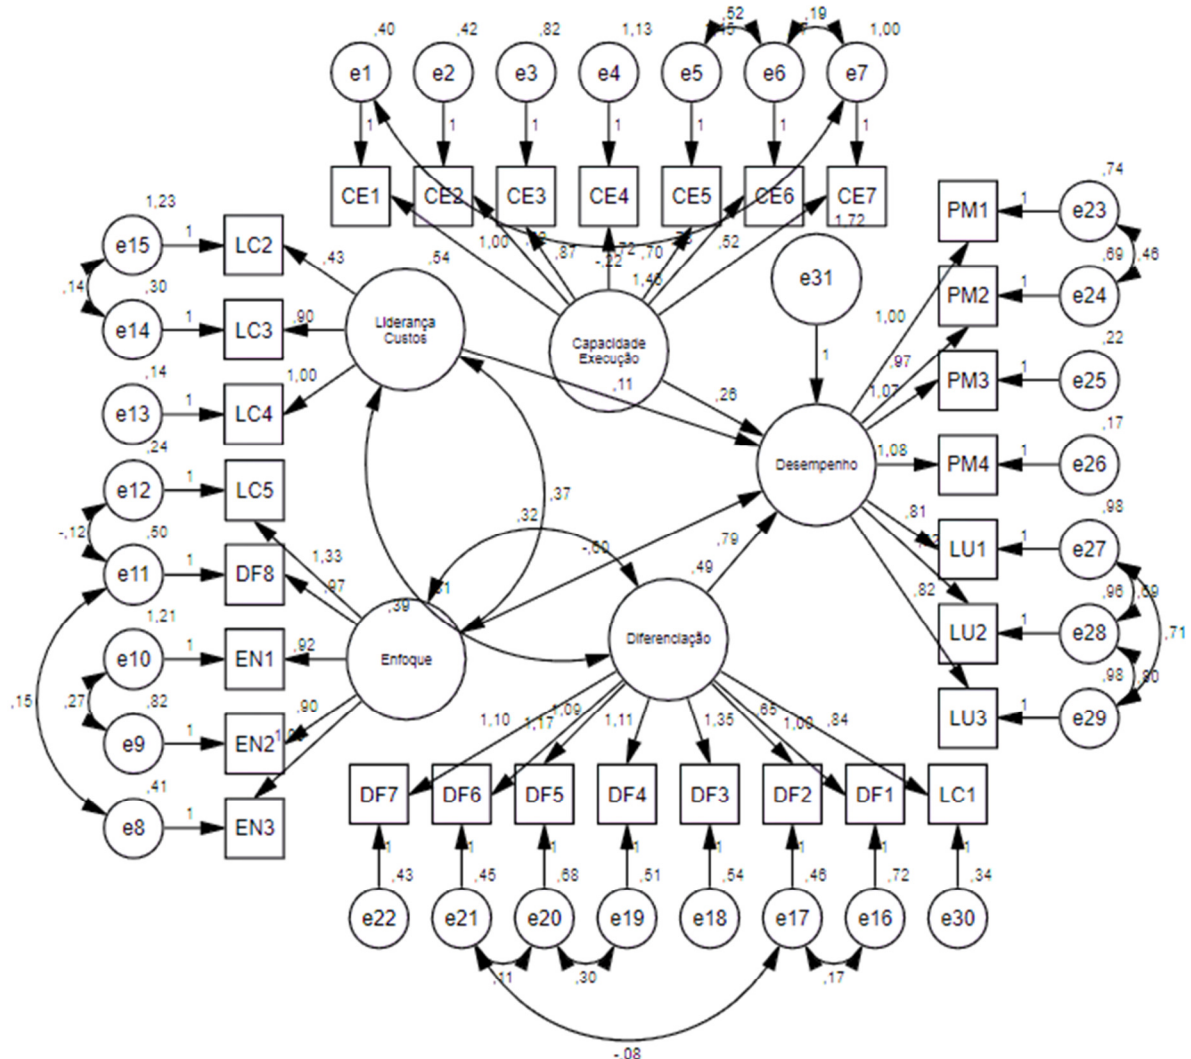 ,40
,42
,82
1,13
,52
,19
1,00
e1
e2
e3
e4
e5
e6
e7
1
1
1
1
1
1
1
CE1
CE2
CE3
CE4
CE5
CE6
CE7
1,00
,87
,72
,70
,52
-,22
1,46
1,72
e31
1
1,23
e15
1
LC2
,43
,54
,14
,30
e14
1
LC3
,90
Liderança
Custos
,14
e13
1
LC4
1,00
Capacidade
Execução
,11
,26
,24
e12
1
LC5
-,12
,50
e11
1
DF8
1,33
,97
1,21
e10
1
EN1
,92
,27
,82
e9
1
EN2
,90
,15
,41
e8
1
EN3
,39
Enfoque
,37
,32
,79
,49
Diferenciação
Desempenho
PM1
1
e23
,74
PM2
1
e24
,69
,46
PM3
1
e25
,22
PM4
1
e26
,17
1,00
,97
1,07
1,08
,81
,82
LU1
1
e27
,98
LU2
1
e28
,96
LU3
1
e29
,98
,71
1,10
1,17
1,09
1,11
1,35
,65
,84
DF7
DF6
DF5
DF4
DF3
DF2
DF1
LC1
1
1
1
1
1
1
1
1
,43
,45
,68
,51
,54
,46
,72
,34
e22
e21
e20
e19
e18
e17
e16
e30
,30
,17
-,08